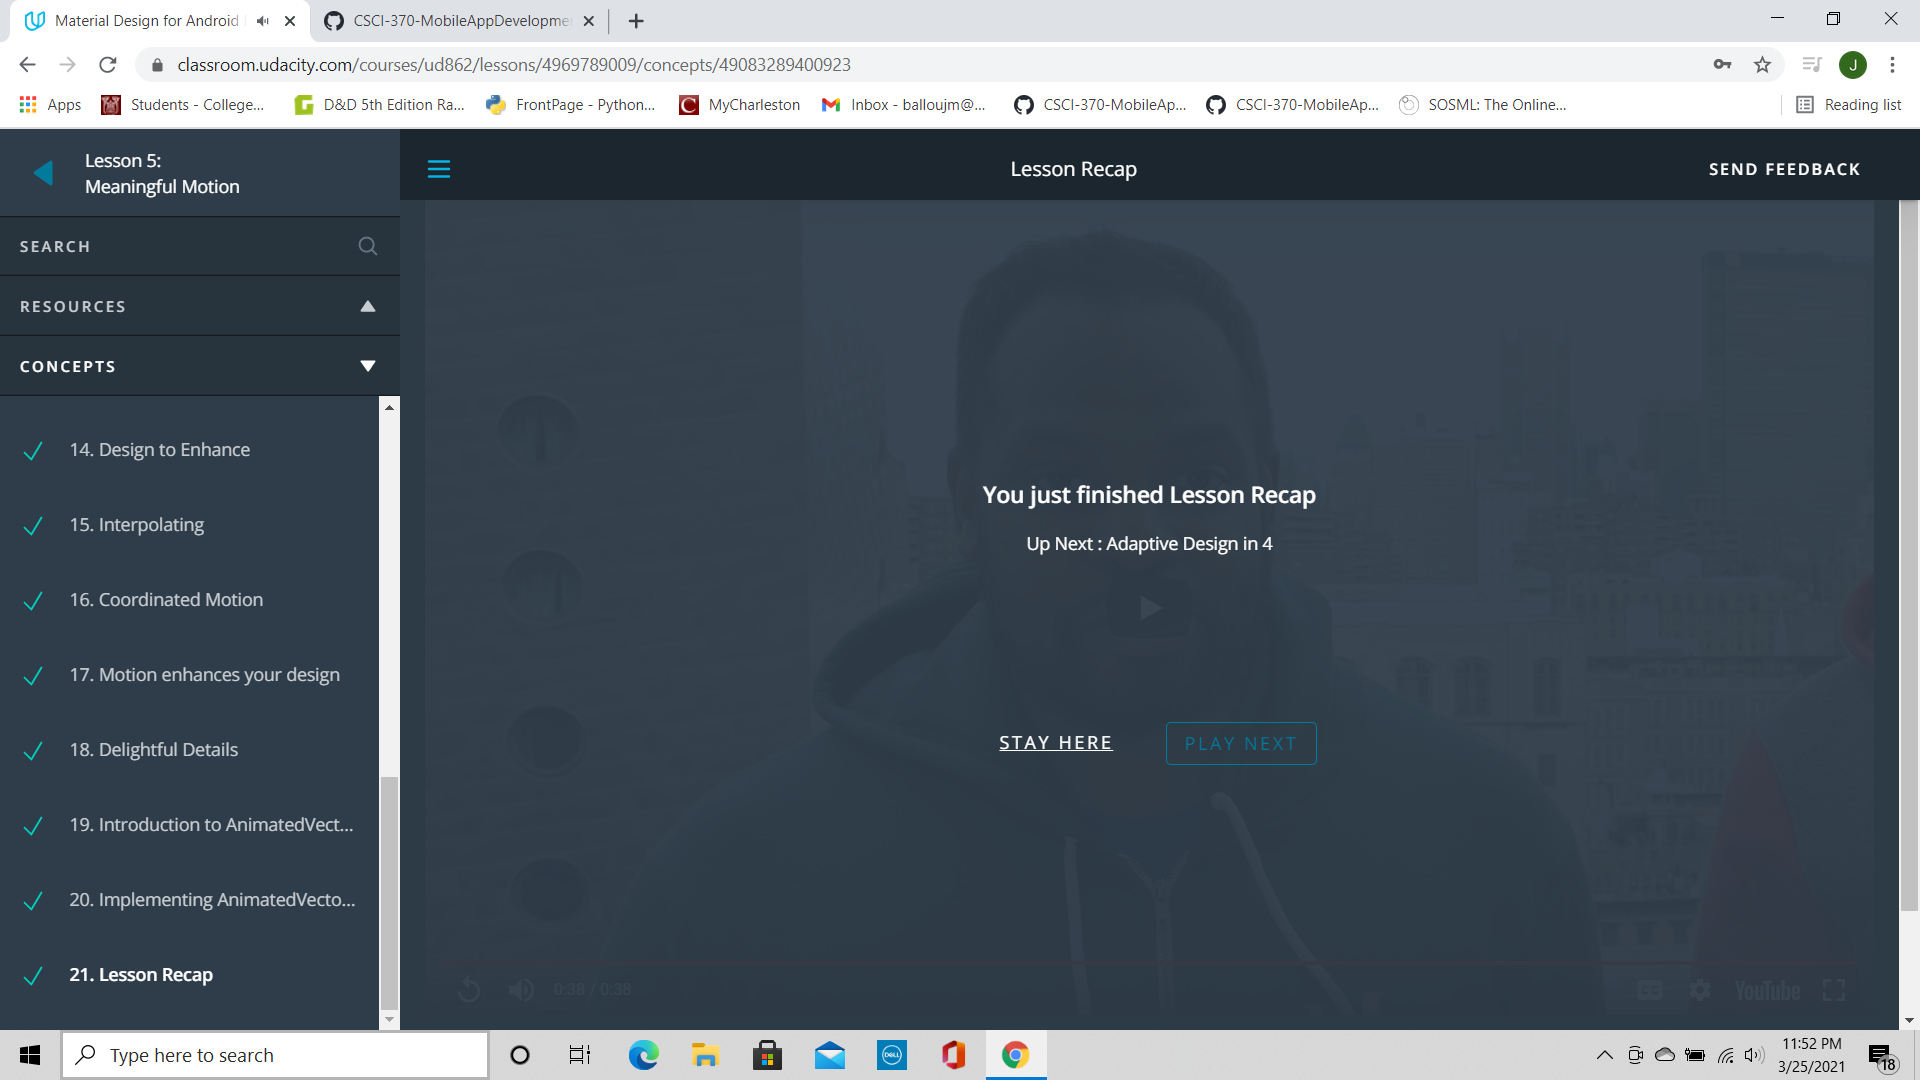 Material Design for Android
CSCI-370-MobileAppDevelopme
classroom.udacity.com/courses/ud862/lessons/4969789009/concepts/49083289400923
J
Apps
Students - College...
D&D 5th Edition Ra...
FrontPage - Python...
MyCharleston
Inbox - balloujm@...
CSCI-370-MobileAp...
CSCI-370-MobileAp...
SOSML: The Online...
Reading list
Lesson 5:
Meaningful Motion
Lesson Recap
SEND FEEDBACK
SEARCH
RESOURCES
CONCEPTS
14. Design to Enhance
15. Interpolating
16. Coordinated Motion
17. Motion enhances your design
18. Delightful Details
19. Introduction to AnimatedVect...
20. Implementing AnimatedVecto...
21. Lesson Recap
You just finished Lesson Recap
Up Next : Adaptive Design in 4
STAY HERE
PLAY NEXT
0:38 / 0:38
CC
YouTube
Type here to search
DELL
11:52 PM
3/25/2021
18